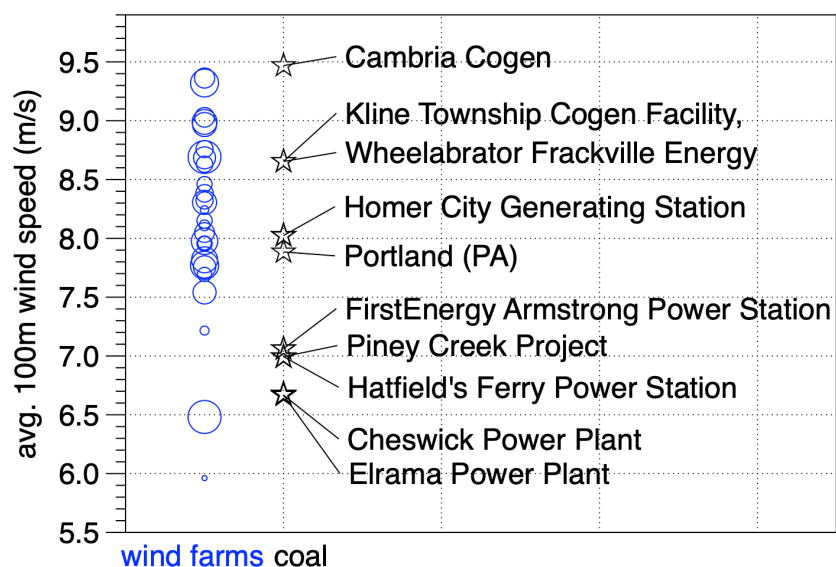 avg. 100m wind speed (m/s)
9.5
9.0
8.5
8.0
7.5
7.0
6.5
6.0
5.5
Cambria Cogen
Kline Township Cogen Facility,
Wheelabrator Frackville Energy
Homer City Generating Station
Portland (PA)
FirstEnergy Armstrong Power Station
Piney Creek Project
Hatfield's Ferry Power Station
Cheswick Power Plant
Elrama Power Plant
wind farms coal